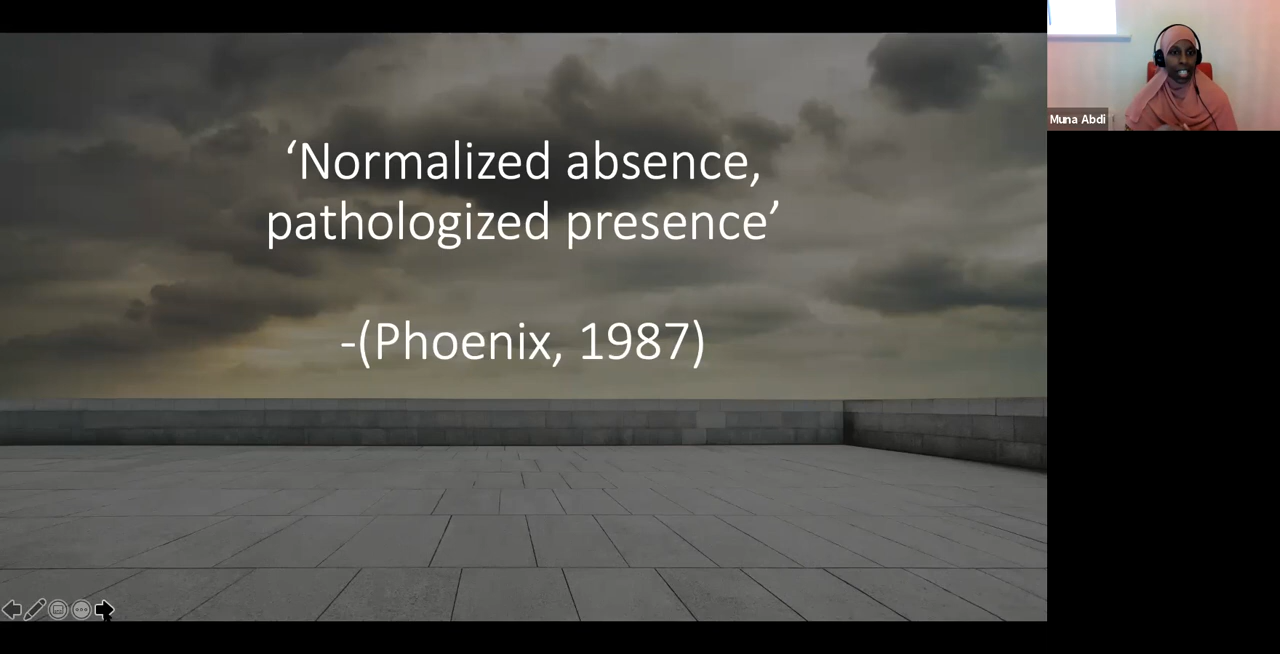 ‘Normalized absence,
pathologized presence’
-(Phoenix, 1987)
Muna Abdi